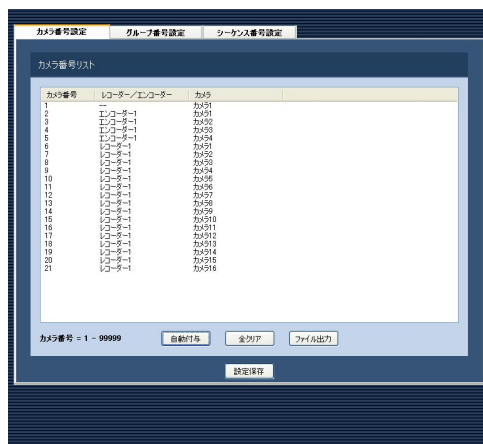 カメラ番号設定 グループ番号設定 シーケンス番号設定
カメラ番号リスト
カメラ番号 レコーダー/エンコーダー カメラ
1 --- カメラ1
2 エンコーダー1 カメラ1
3 エンコーダー1 カメラ2
4 エンコーダー1 カメラ3
5 エンコーダー1 カメラ4
6 レコーダー1 カメラ1
7 レコーダー1 カメラ2
8 レコーダー1 カメラ3
9 レコーダー1 カメラ4
10 レコーダー1 カメラ5
11 レコーダー1 カメラ6
12 レコーダー1 カメラ7
13 レコーダー1 カメラ8
14 レコーダー1 カメラ9
15 レコーダー1 カメラ10
16 レコーダー1 カメラ11
17 レコーダー1 カメラ12
18 レコーダー1 カメラ13
19 レコーダー1 カメラ14
20 レコーダー1 カメラ15
21 レコーダー1 カメラ16
カメラ番号 = 1 - 99999 自動付与 全クリア ファイル出力
設定保存